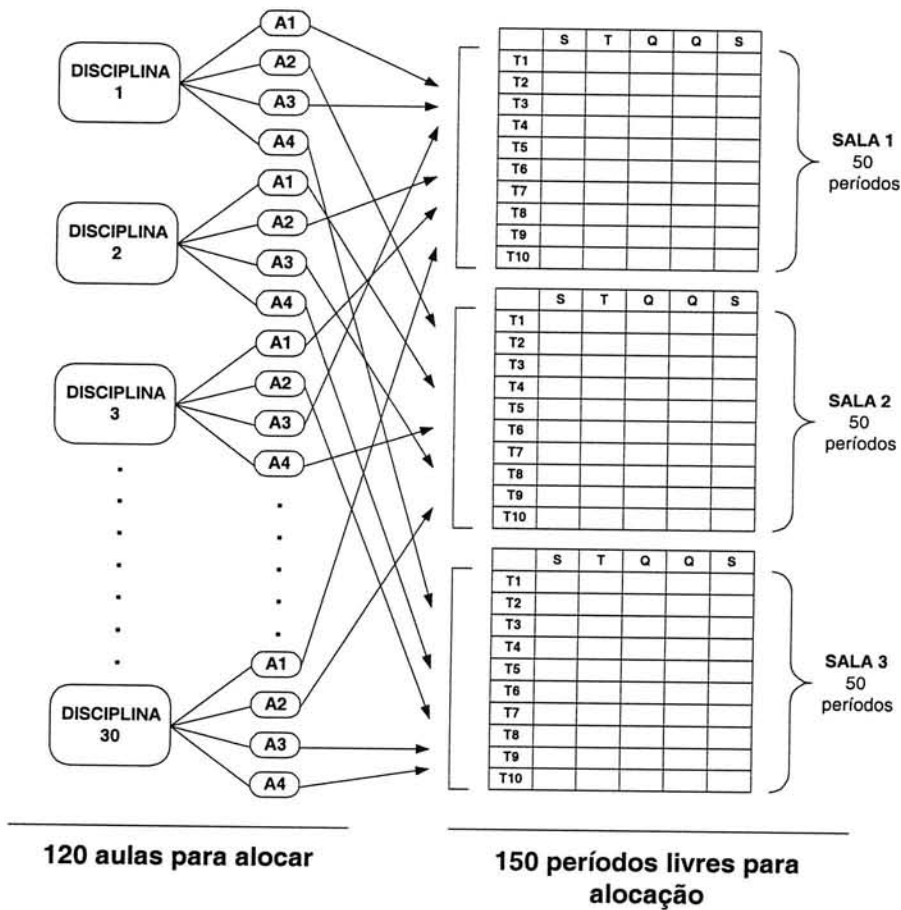 DISCIPLINA
1
A1
A2
A3
A4
DISCIPLINA
2
A1
A2
A3
A4
DISCIPLINA
3
A1
A2
A3
A4
DISCIPLINA
30
A1
A2
A3
A4
120 aulas para alocar
S T Q Q S
T1
T2
T3
T4
T5
T6
T7
T8
T9
T10
SALA 1
50
períodos
S T Q Q S
T1
T2
T3
T4
T5
T6
T7
T8
T9
T10
SALA 2
50
períodos
S T Q Q S
T1
T2
T3
T4
T5
T6
T7
T8
T9
T10
SALA 3
50
períodos
150 períodos livres para
alocação